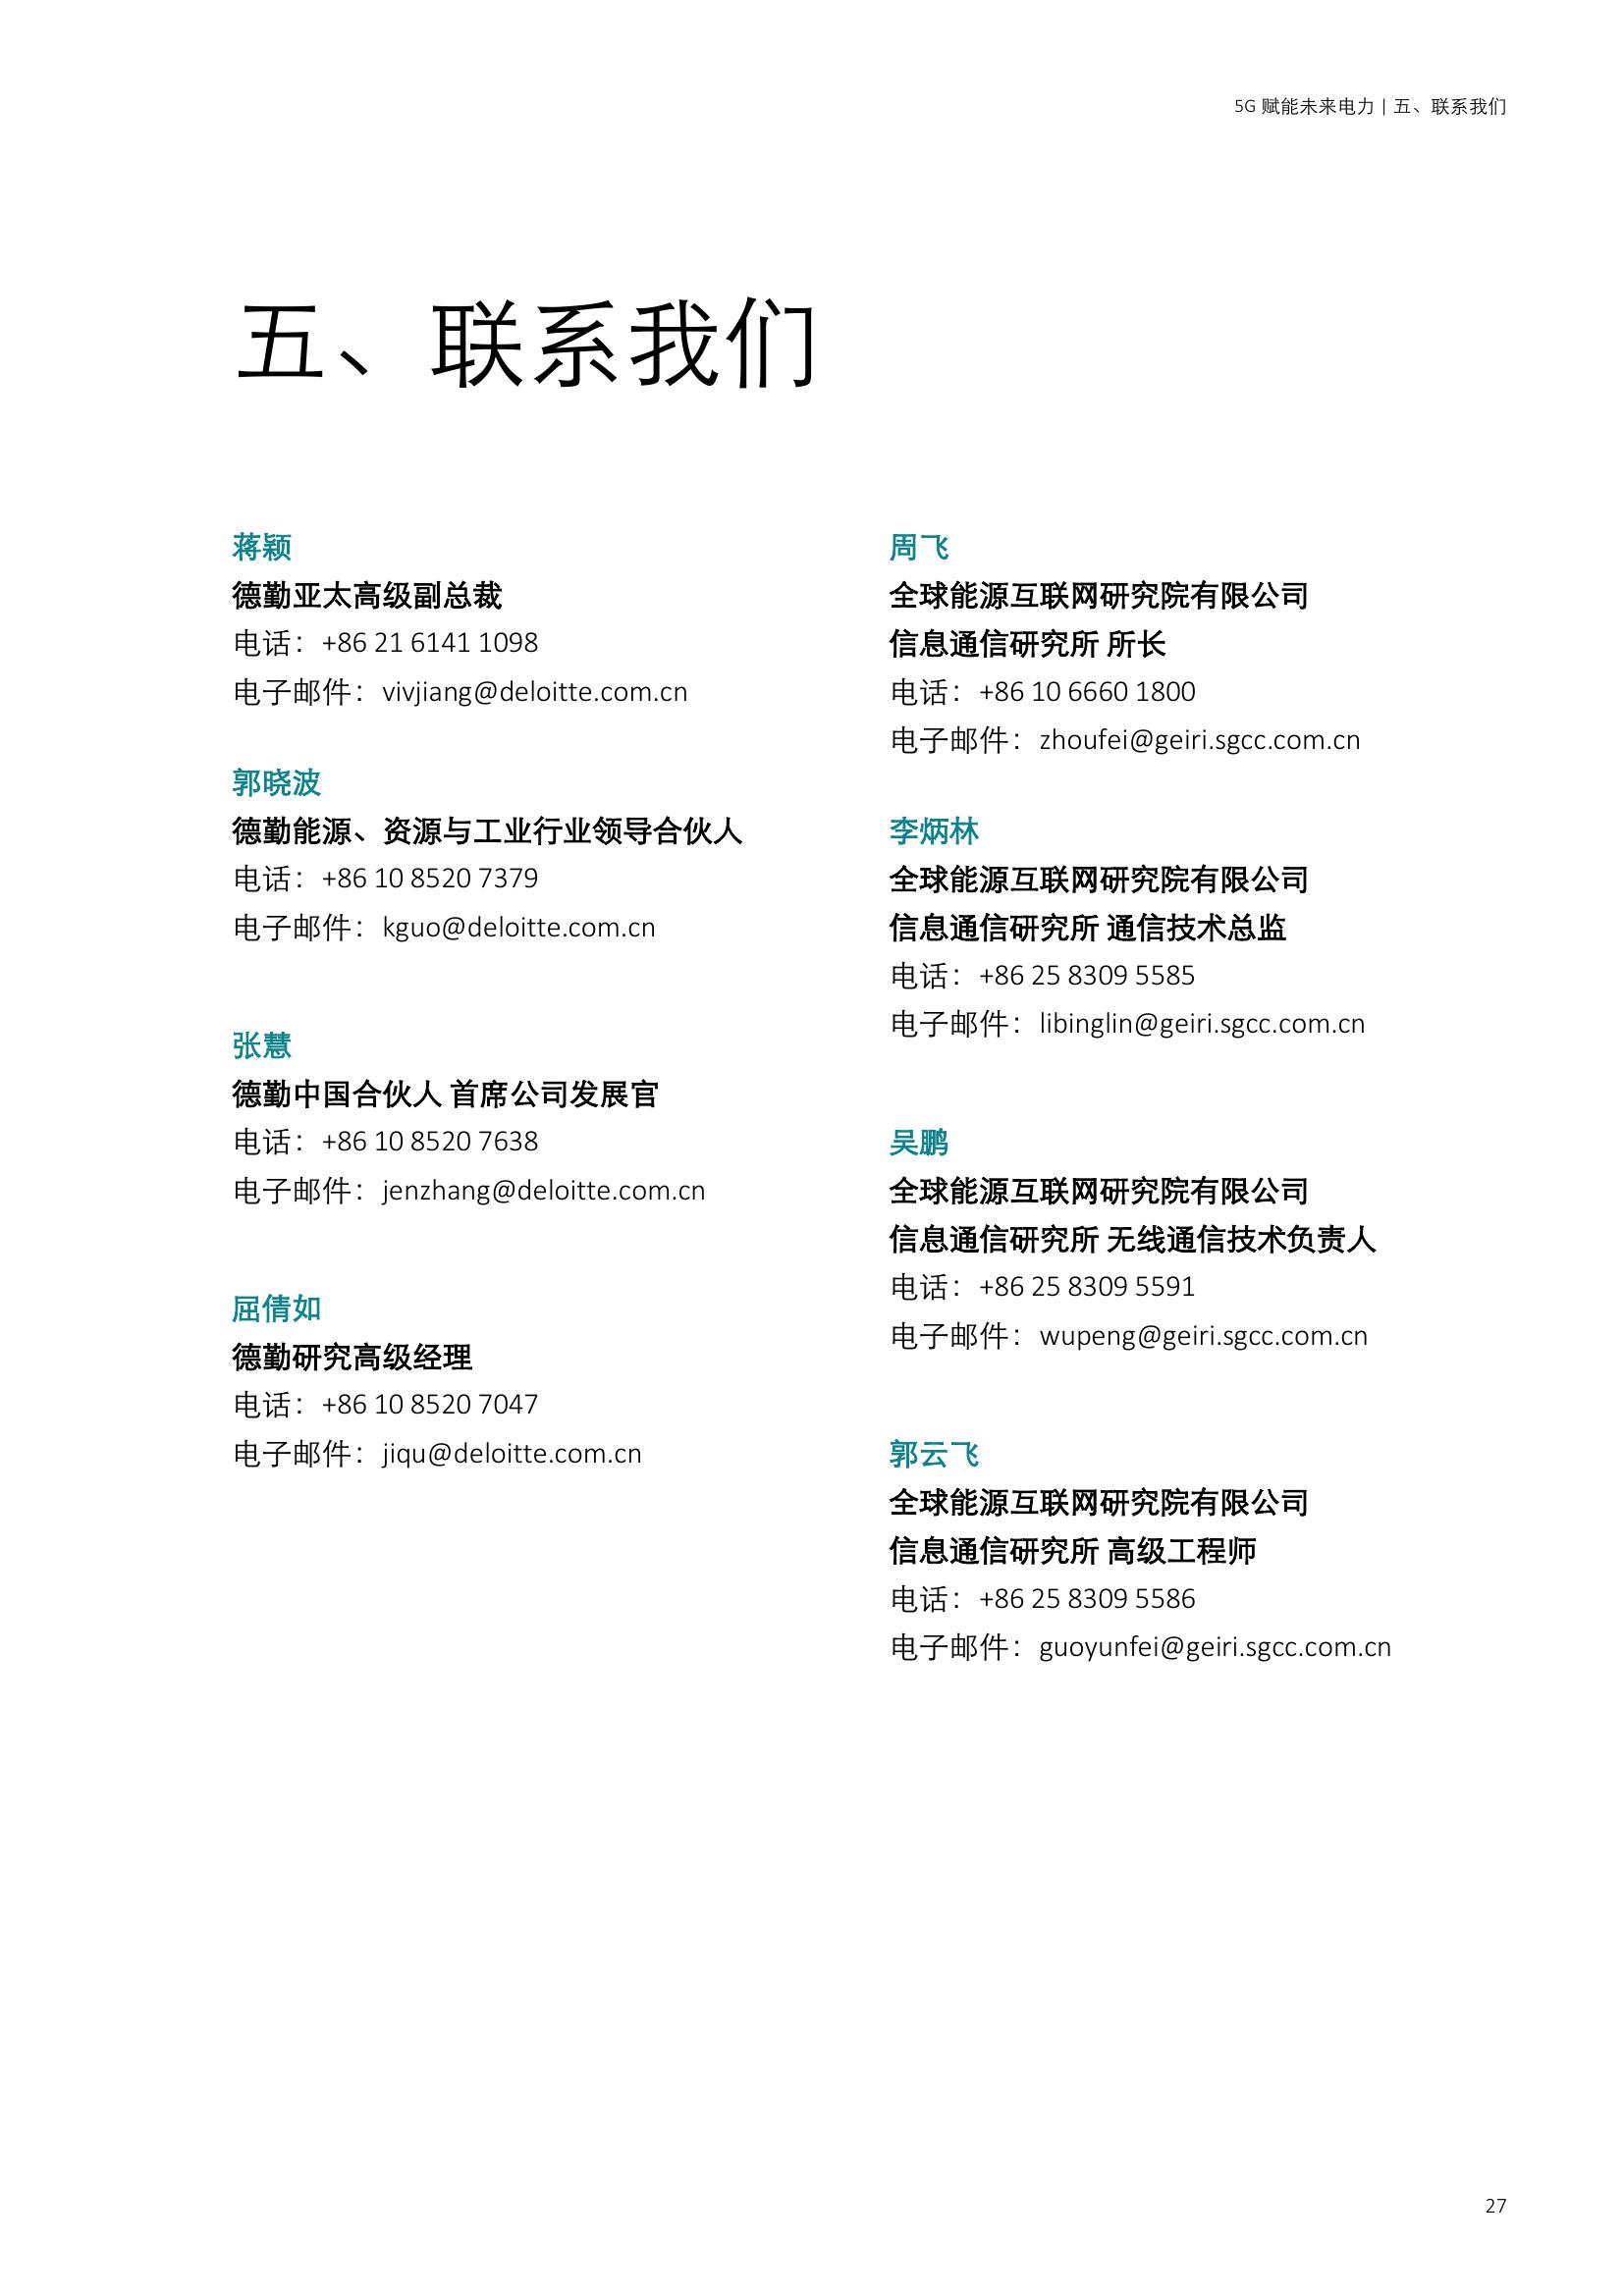 5G 赋能未来电力 | 五、联系我们
五、联系我们
蒋颖
德勤亚太高级副总裁
电话：+86 21 6141 1098
电子邮件：vivjiang@deloitte.com.cn
郭晓波
德勤能源、资源与工业行业领导合伙人
电话：+86 10 8520 7379
电子邮件：kguo@deloitte.com.cn
张慧
德勤中国合伙人 首席公司发展官
电话：+86 10 8520 7638
电子邮件：jenzhang@deloitte.com.cn
屈倩如
德勤研究高级经理
电话：+86 10 8520 7047
电子邮件：jiqu@deloitte.com.cn
周飞
全球能源互联网研究院有限公司
信息通信研究所 所长
电话：+86 10 6660 1800
电子邮件：zhoufei@geiri.sgcc.com.cn
李炳林
全球能源互联网研究院有限公司
信息通信研究所 通信技术总监
电话：+86 25 8309 5585
电子邮件：libinglin@geiri.sgcc.com.cn
吴鹏
全球能源互联网研究院有限公司
信息通信研究所 无线通信技术负责人
电话：+86 25 8309 5591
电子邮件：wupeng@geiri.sgcc.com.cn
郭云飞
全球能源互联网研究院有限公司
信息通信研究所 高级工程师
电话：+86 25 8309 5586
电子邮件：guoyunfei@geiri.sgcc.com.cn
27